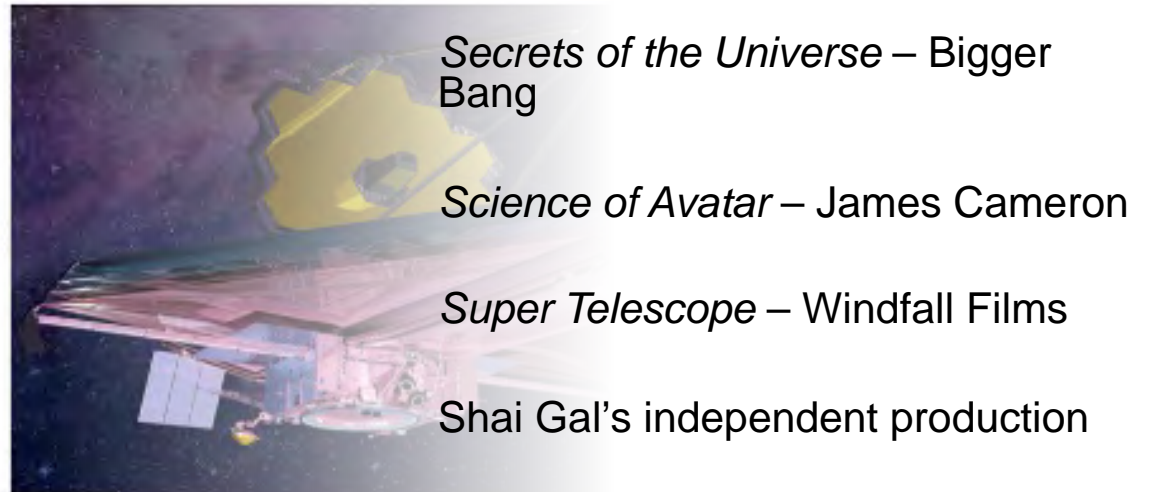 Secrets of the Universe – Bigger
Bang
Science of Avatar – James Cameron
Super Telescope – Windfall Films
Shai Gal’s independent production